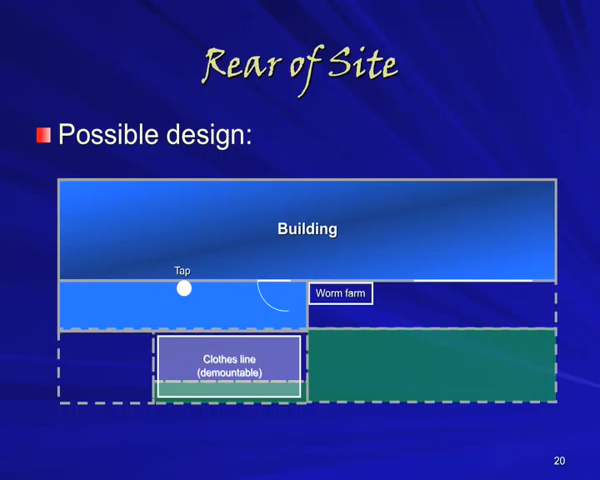 Rear of Site
Possible design:
Building
Tap
Worm farm
Clothes line
(demountable)
20